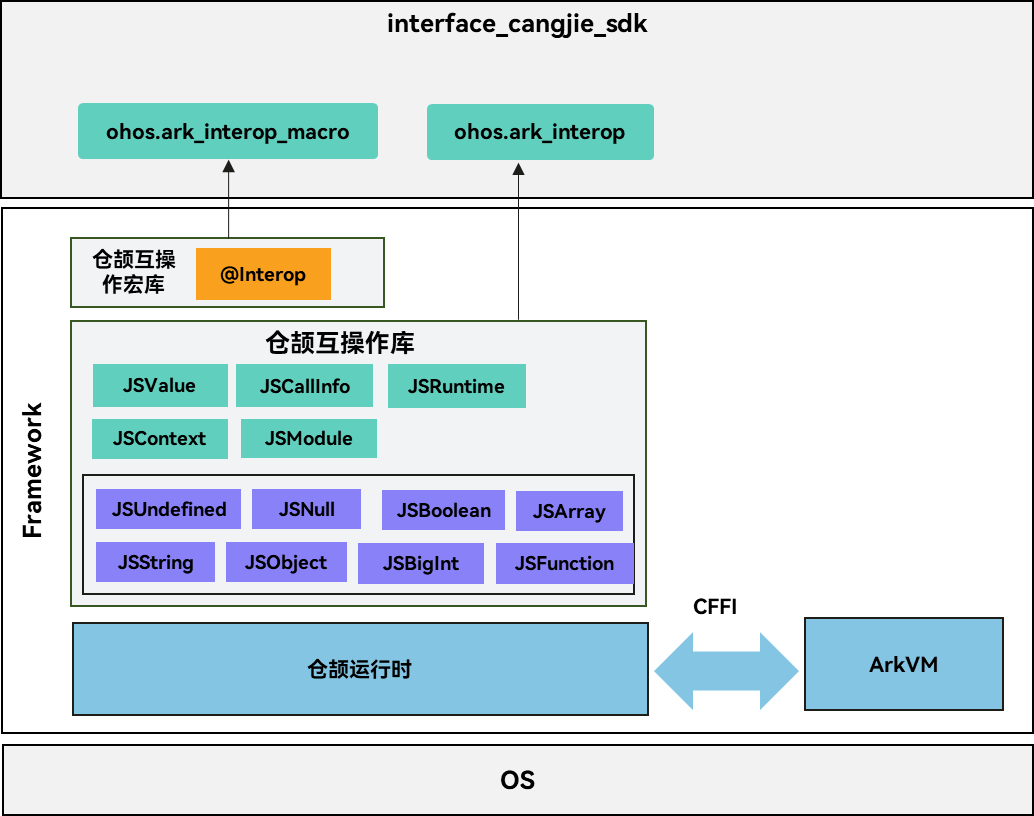 interface_cangjie_sdk
ohos.ark_interop_macro
ohos.ark_interop
仓颉互操
作宏库
@Interop
仓颉互操作库
JSValue
JSCallInfo
JSRuntime
JSContext
JSModule
Framework
JSUndefined
JSNull
JSBoolean
JSArray
JSString
JSObject
JSBigInt
JSFunction
CFFI
仓颉运行时
ArkVM
OS